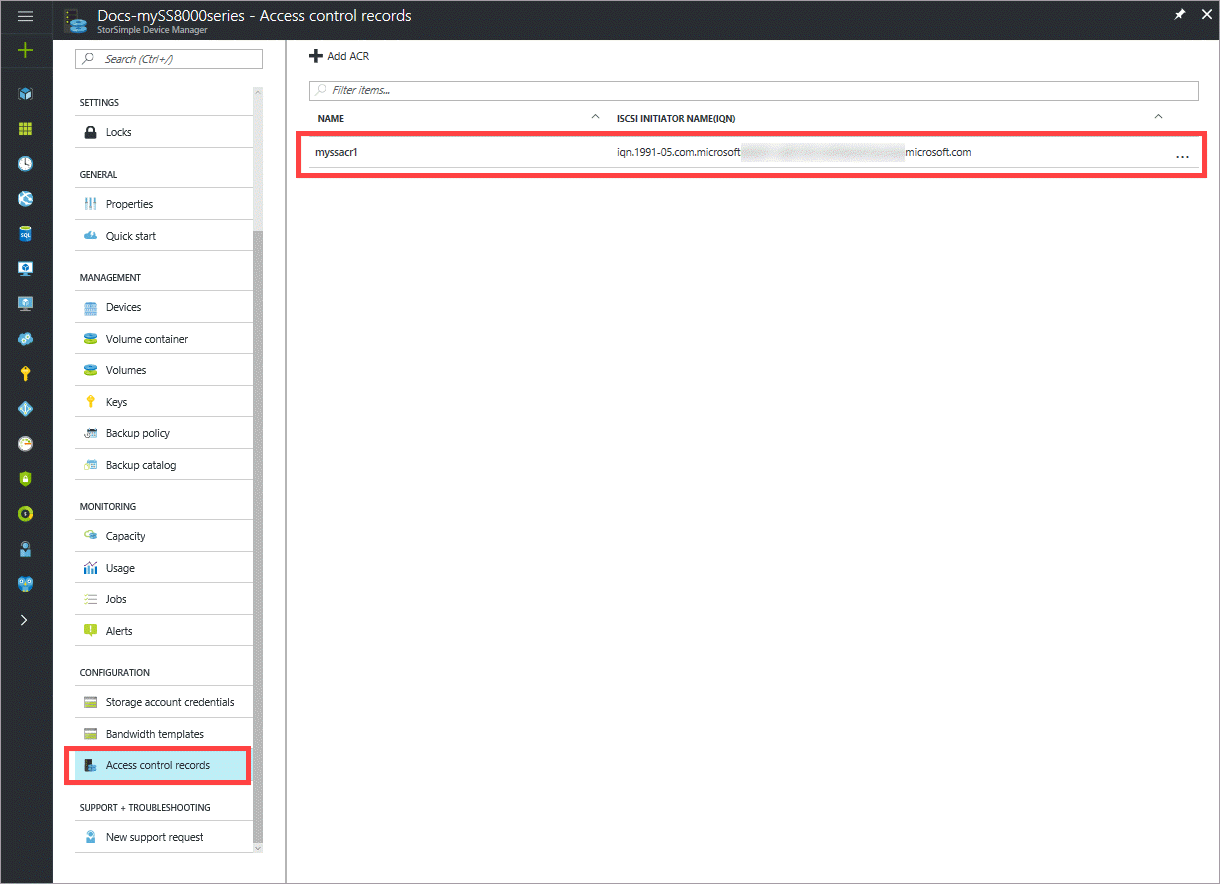 Docs-mySS8000series - Access control records
StorSimple Device Manager
Search (Ctrl+/)
SETTINGS
Locks
GENERAL
Properties
Quick start
MANAGEMENT
Devices
Volume container
Volumes
Keys
Backup policy
Backup catalog
MONITORING
Capacity
Usage
Jobs
Alerts
CONFIGURATION
Storage account credentials
Bandwidth templates
Access control records
SUPPORT + TROUBLESHOOTING
New support request
Add ACR
Filter items...
NAME ISCSI INITIATOR NAME(IQN)
myssacr1 iqn.1991-05.com.microsoft microsoft.com ...
SQL